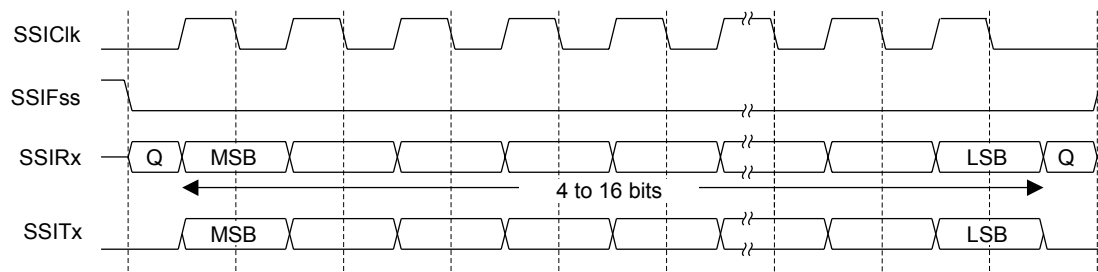 SSIClk
SSIFss
SSIRx Q MSB LSB Q
4 to 16 bits
SSITx MSB LSB